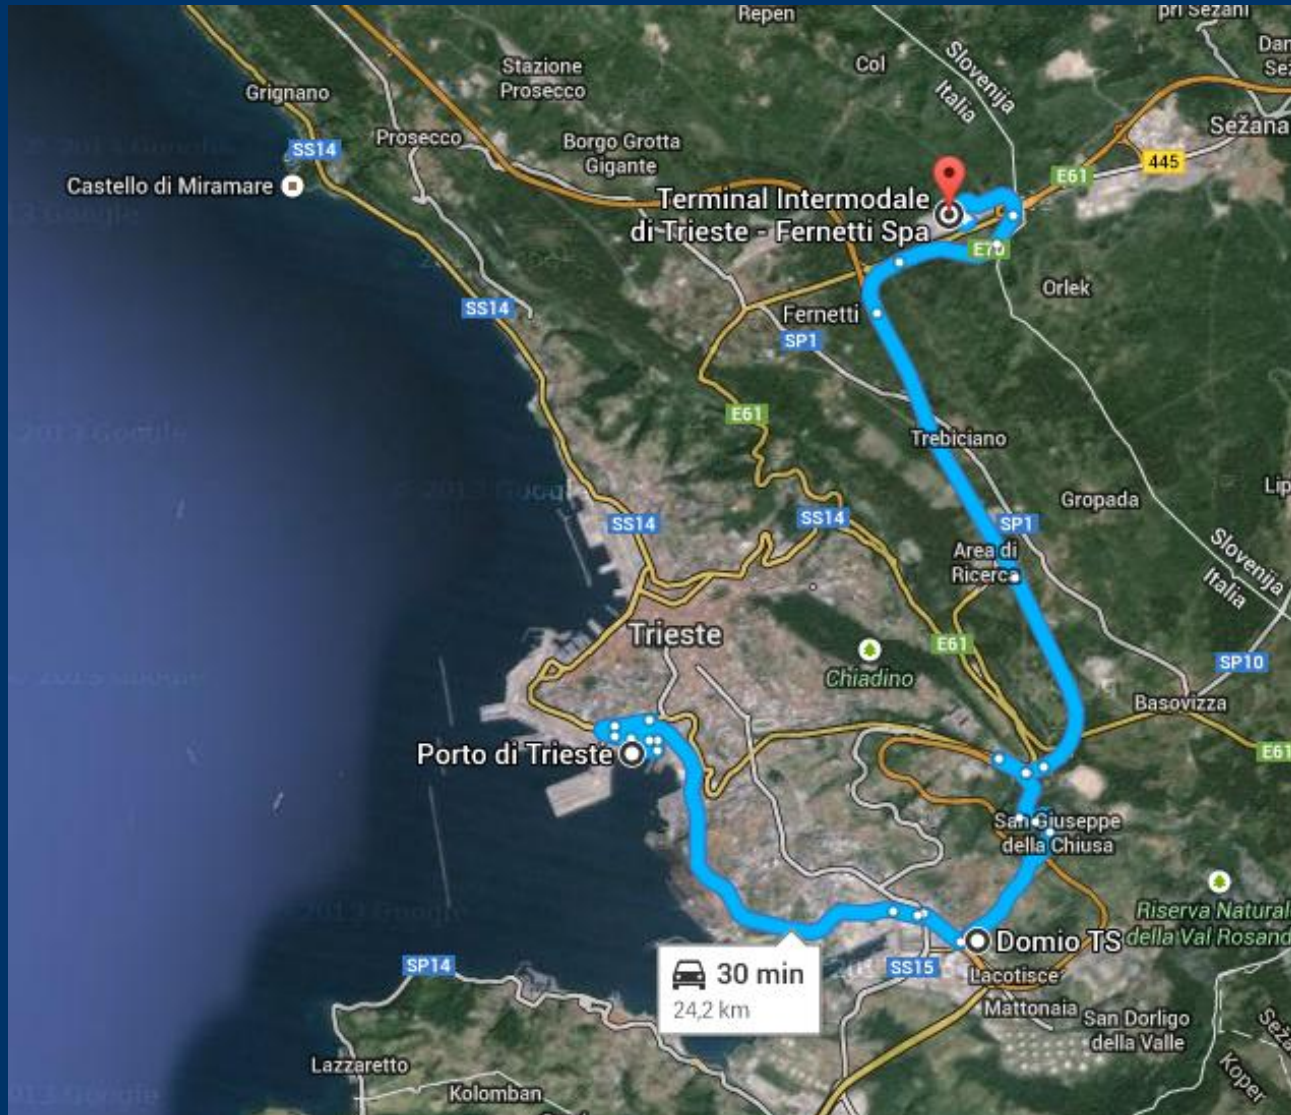 Repen
pri Sežani
Slovenija
Italia
Col
Stazione
Prosecco
Grignano
Prosecco
Borgo Grotta
Gigante
SS14
Castello di Miramare
Sežana
445
E61
Terminal Intermodale
di Trieste - Fernetti Spa
E70
Orlek
SS14
Fernetti
SP1
E61
Trebiciano
Gropada
© 2013 Google
SS14
SS14
SP1
Area di
Ricerca
Slovenija
Italia
Trieste
Chiadino
E61
SP10
Basovizza
Porto di Trieste
E61
San Giuseppe
della Chiusa
Riserva Natural
della Val Rosand
Domio TS
SP14
30 min
24,2 km
SS15
Lacotisce
Mattonaia
San Dorligo
della Valle
Lazzaretto
Kolomban
Koper